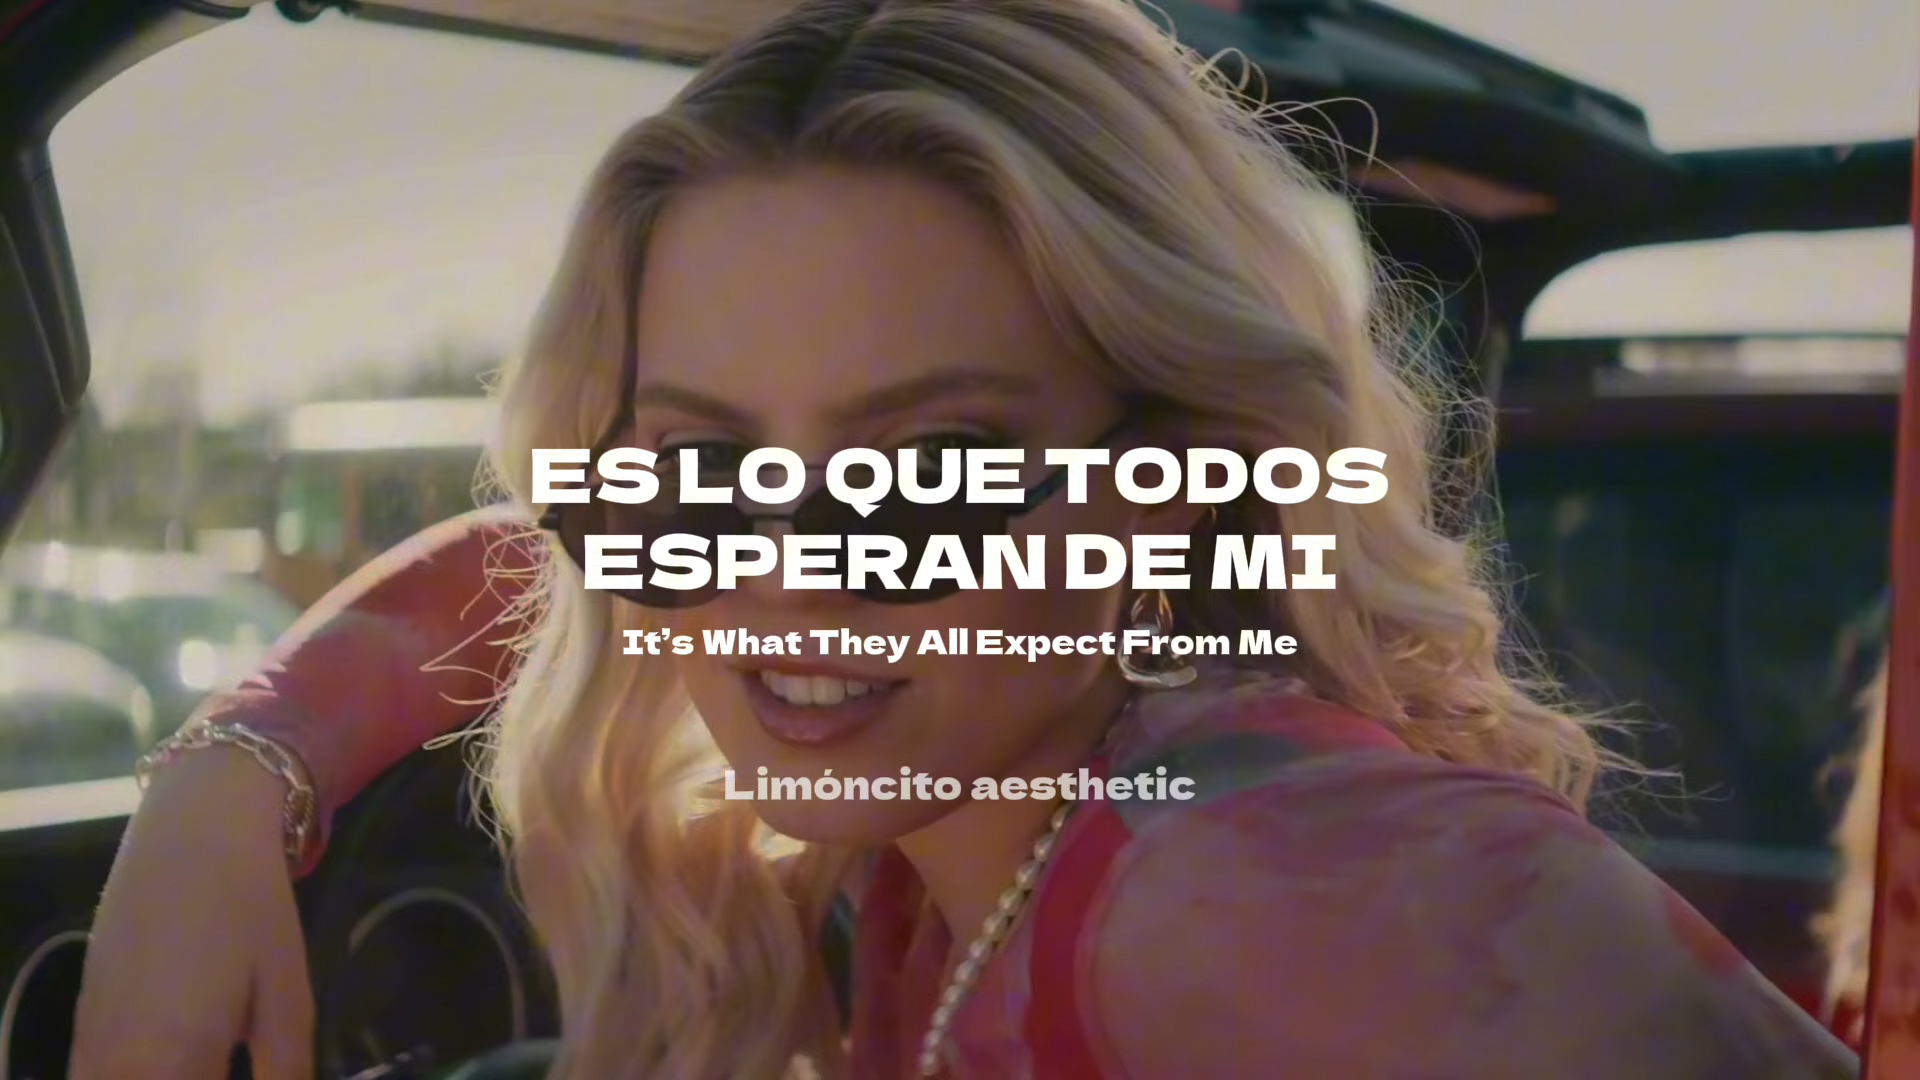 ES LO QUE TODOS
ESPERAN DE MI
It's What They All Expect From Me
Limóncito aesthetic